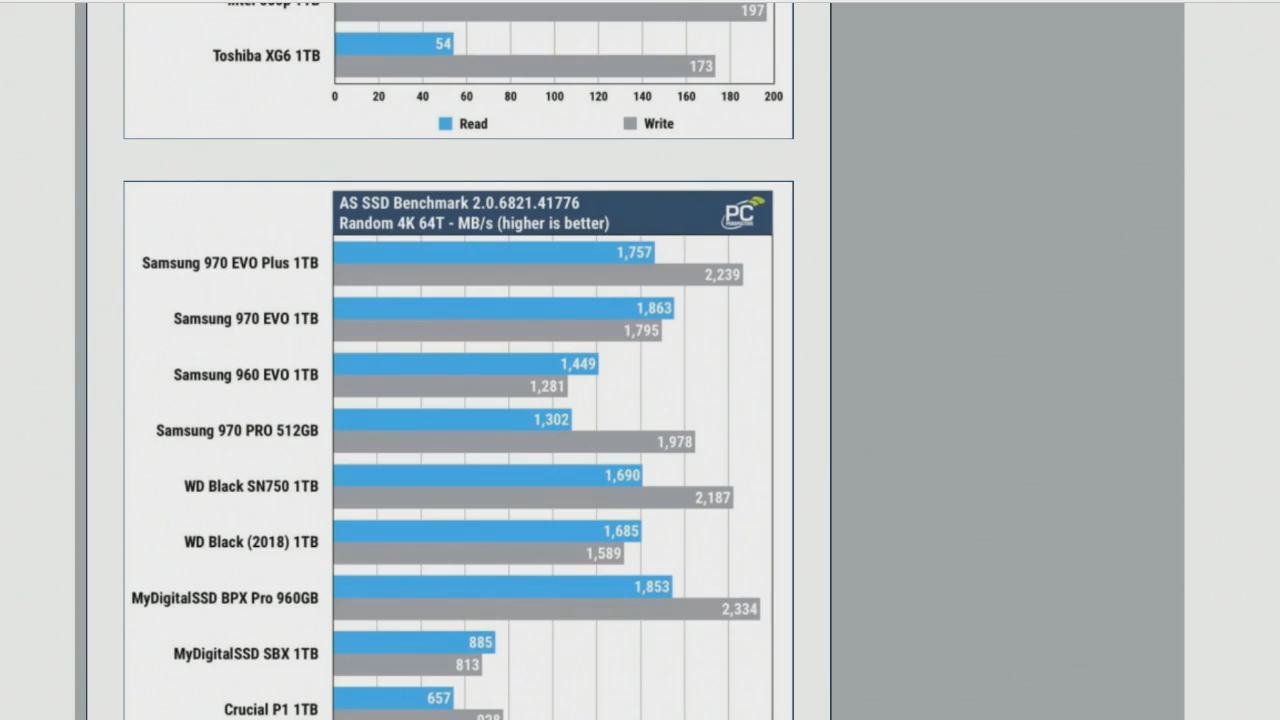 197
Toshiba XG6 1TB
54
173
0 20 40 60 80 100 120 140 160 180 200
Read Write
AS SSD Benchmark 2.0.6821.41776
Random 4K 64T - MB/s (higher is better)
PC
Samsung 970 EVO Plus 1TB
1,757
2,239
Samsung 970 EVO 1TB
1,863
1,795
Samsung 960 EVO 1TB
1,449
1,281
Samsung 970 PRO 512GB
1,302
1,978
WD Black SN750 1TB
1,690
2,187
WD Black (2018) 1TB
1,685
1,589
MyDigitalSSD BPX Pro 960GB
1,853
2,334
MyDigitalSSD SBX 1TB
885
813
Crucial P1 1TB
657